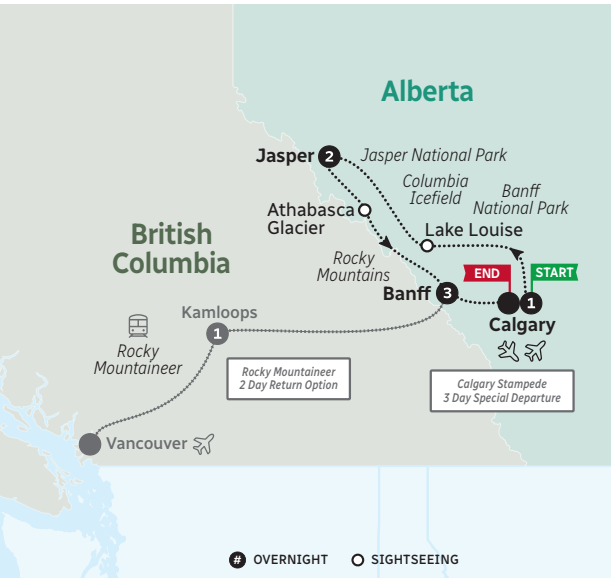 Alberta
Jasper
2
Jasper National Park
Columbia
Icefield
Banff
National Park
Athabasca
Glacier
Lake Louise
British
Columbia
Rocky
Mountains
END
START
Banff
3
1
Calgary
Kamloops
1
Rocky
Mountaineer
Rocky Mountaineer
2 Day Return Option
Calgary Stampede
3 Day Special Departure
Vancouver
# OVERNIGHT
SIGHTSEEING